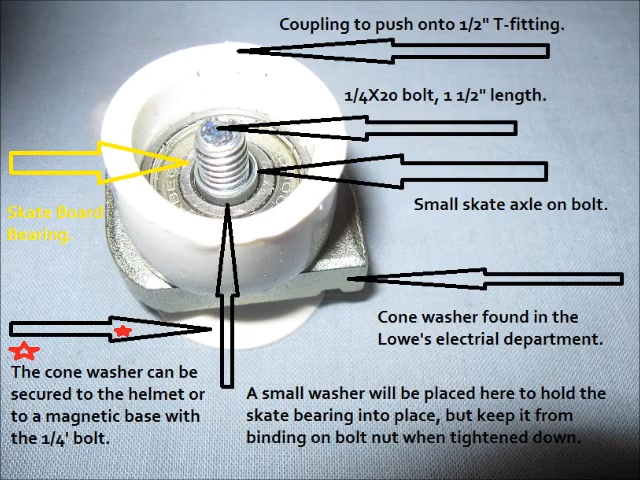 Coupling to push onto 1/2" T-fitting.
1/4X20 bolt, 1 1/2" length.
Small skate axle on bolt.
Skate Board
Bearing.
Cone washer found in the
Lowe's electrial department.
The cone washer can be
secured to the helmet or
to a magnetic base with
the 1/4' bolt.
A small washer will be placed here to hold the
skate bearing into place, but keep it from
binding on bolt nut when tightened down.